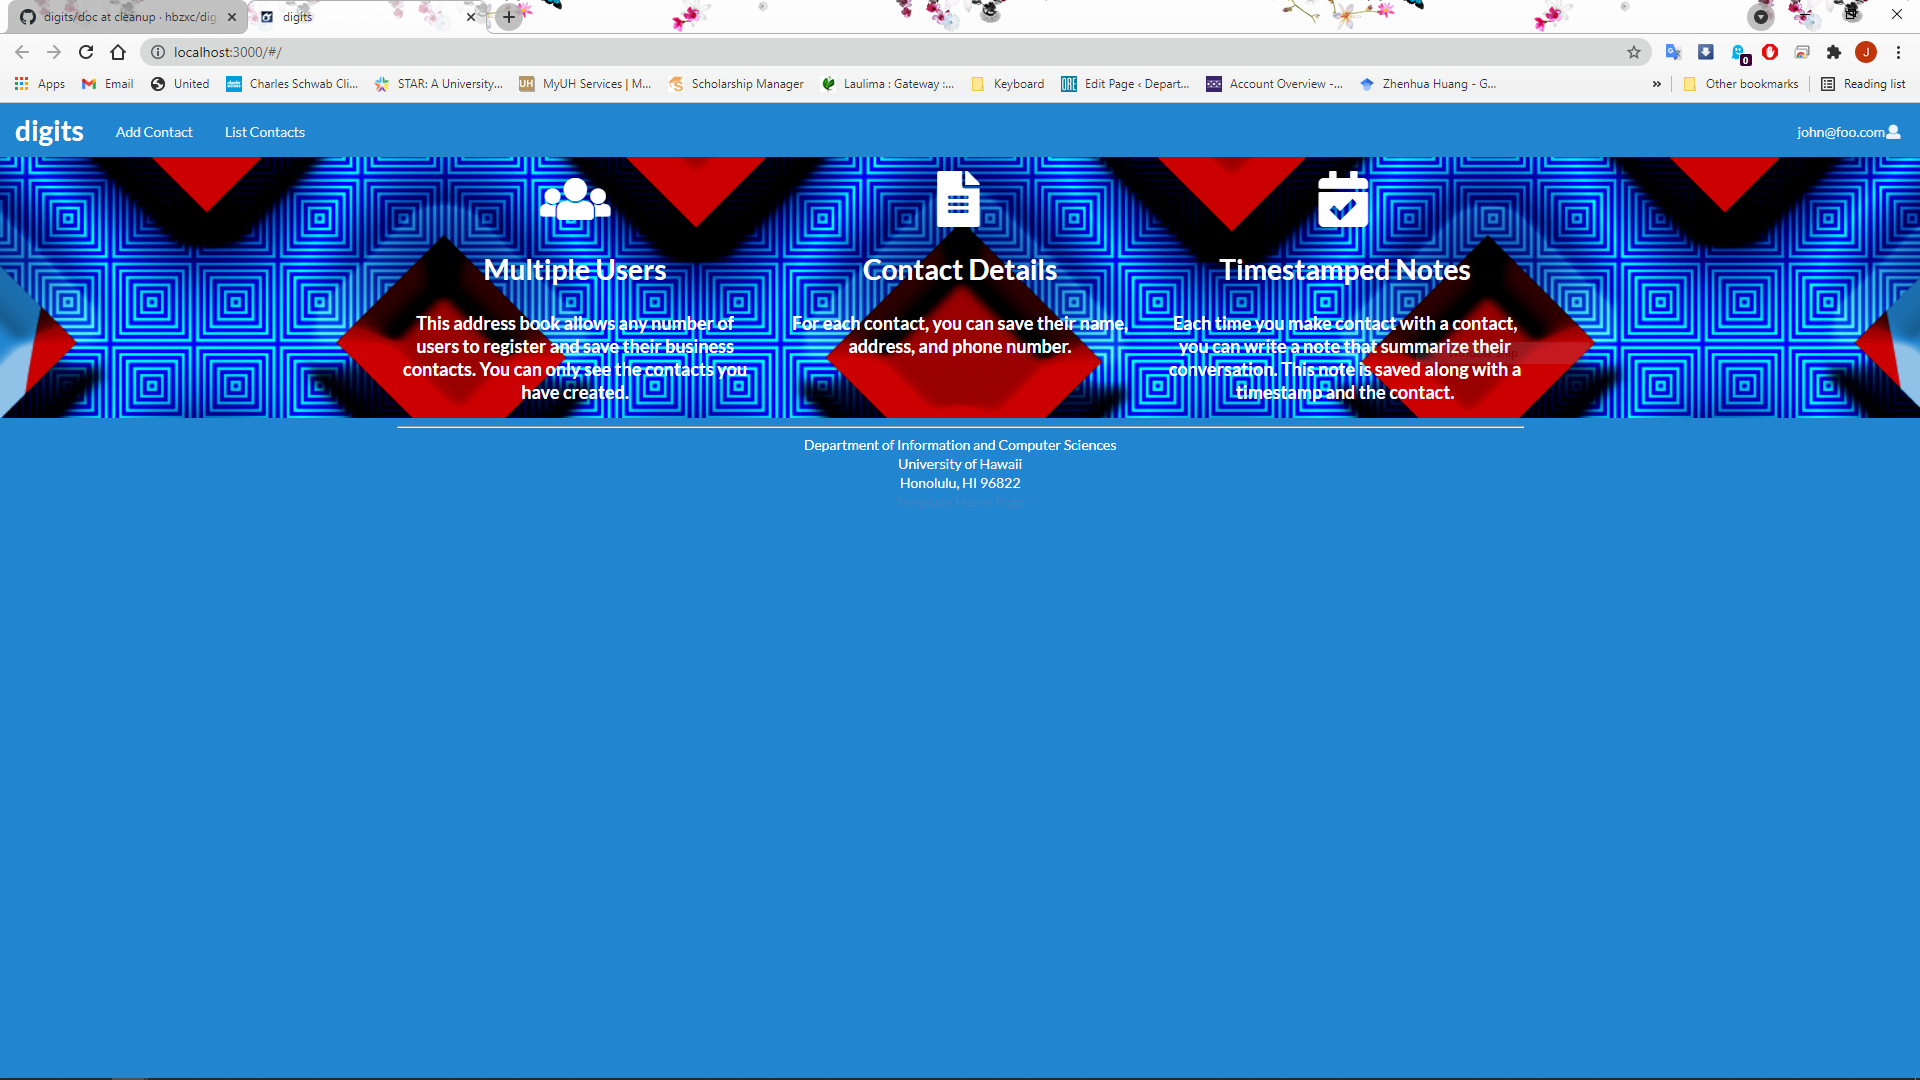 digits/doc at cleanup · hbzxc/dig
digits
localhost:3000/#/
Apps
Email
United
Charles Schwab Cli...
STAR: A University...
UH MyUH Services | M...
Scholarship Manager
Laulima : Gateway :...
Keyboard
ORE Edit Page ‹ Depart...
Account Overview -...
Zhenhua Huang - G...
»
Other bookmarks
Reading list
0
J
digits
Add Contact
List Contacts
john@foo.com
Multiple Users
This address book allows any number of
users to register and save their business
contacts. You can only see the contacts you
have created.
Contact Details
For each contact, you can save their name,
address, and phone number.
Timestamped Notes
Each time you make contact with a contact,
you can write a note that summarize their
conversation. This note is saved along with a
timestamp and the contact.
Department of Information and Computer Sciences
University of Hawaii
Honolulu, HI 96822
Template Home Page